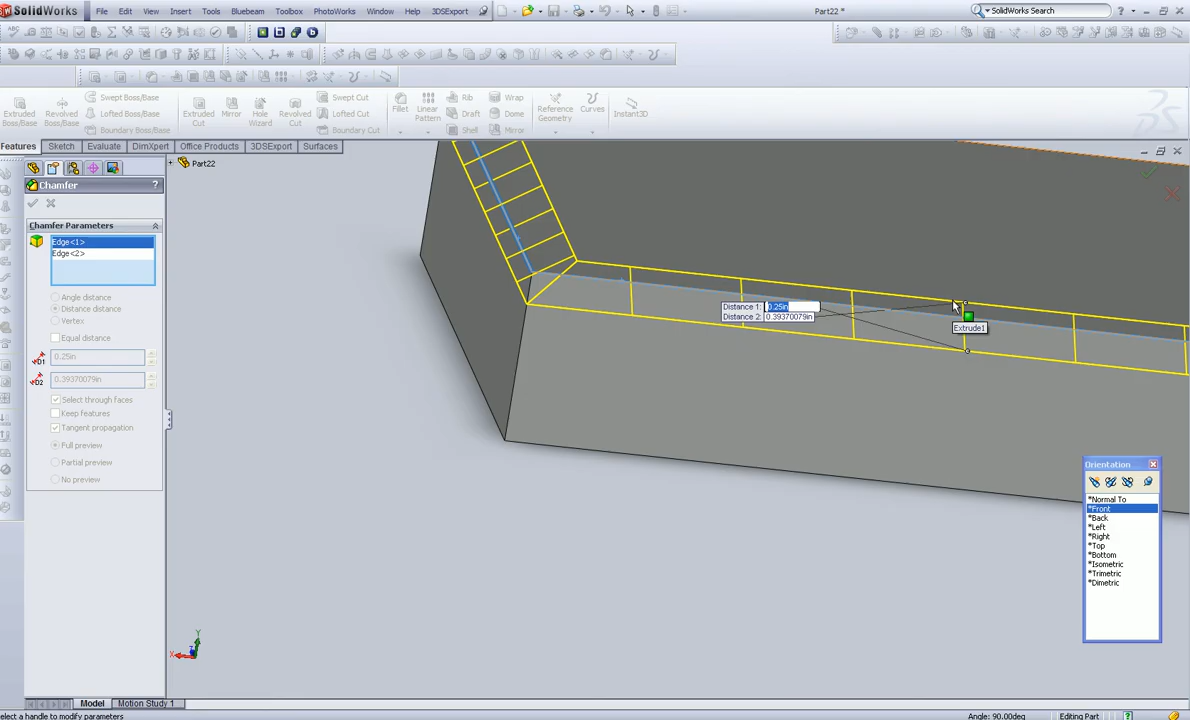 SolidWorks
File Edit View Insert Tools Toolbox PhotoWorks Bluebeam Window Help 3DSExport
Part22 *
SolidWorks Search
Extruded Boss/Base
Revolved Boss/Base
Swept Boss/Base
Lofted Boss/Base
Boundary Boss/Base
Extruded Cut
Mirror
Hole Wizard
Revolved Cut
Swept Cut
Lofted Cut
Boundary Cut
Fillet
Linear Pattern
Rib
Draft
Shell
Wrap
Dome
Mirror
Reference Geometry
Curves
Instant3D
Features Sketch Evaluate DimXpert Office Products 3DSExport Surfaces
Part22
Chamfer ?
Chamfer Parameters
Edge<1>
Edge<2>
Angle distance
Distance distance
Vertex
Equal distance
D1 0.25in
D2 0.39370079in
Select through faces
Keep features
Tangent propagation
Full preview
Partial preview
No preview
Distance 1: 0.25in
Distance 2: 0.39370079in
Extrude1
Orientation
*Normal To
*Front
*Back
*Left
*Right
*Top
*Bottom
*Isometric
*Trimetric
*Dimetric
Y
X
Z
Model Motion Study 1
elect a handle to modify parameters
Angle: 90.00deg Editing Part